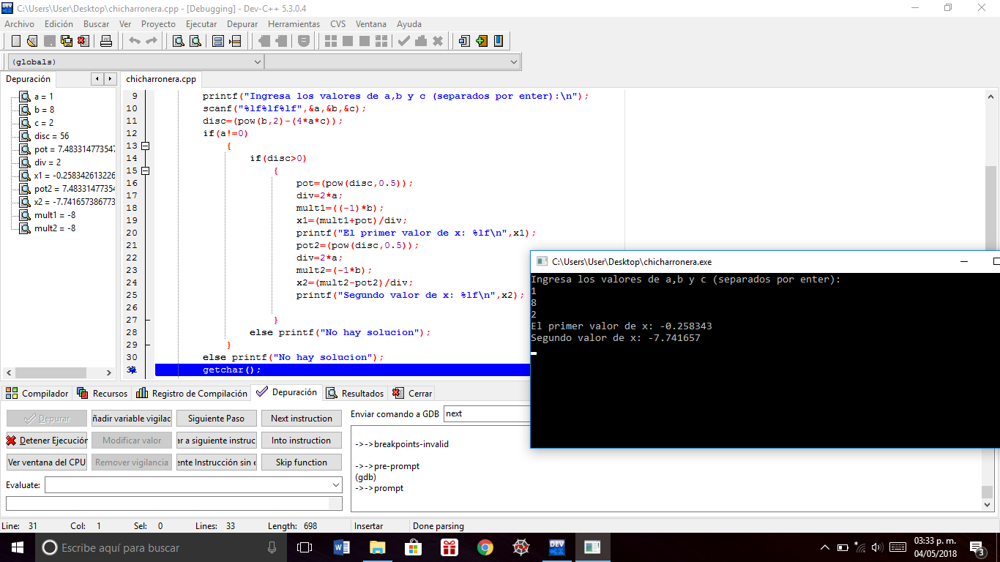 C:\Users\User\Desktop\chicharronera.cpp - [Debugging] - Dev-C++ 5.3.0.4
Archivo Edición Buscar Ver Proyecto Ejecutar Depurar Herramientas CVS Ventana Ayuda
(globals)
Depuración
chicharronera.cpp
a = 1
b = 8
c = 2
disc = 56
pot = 7.48331477354
div = 2
x1 = -0.258342613226
pot2 = 7.4833147735
x2 = -7.741657386773
mult1 = -8
mult2 = -8
9 printf("Ingresa los valores de a,b y c (separados por enter):\n");
10 scanf("%lf%lf%lf",&a,&b,&c);
11 disc=(pow(b,2)-(4*a*c));
12 if(a!=0)
13 {
14 if(disc>0)
15 {
16 pot=(pow(disc,0.5));
17 div=2*a;
18 mult1=((-1)*b);
19 x1=(mult1+pot)/div;
20 printf("El primer valor de x: %lf\n",x1);
21 pot2=(pow(disc,0.5));
22 div=2*a;
23 mult2=(-1*b);
24 x2=(mult2-pot2)/div;
25 printf("Segundo valor de x: %lf\n",x2);
26
27 }
28 else printf("No hay solucion");
29 }
30 else printf("No hay solucion");
getchar();
C:\Users\User\Desktop\chicharronera.exe
Ingresa los valores de a,b y c (separados por enter):
1
8
2
El primer valor de x: -0.258343
Segundo valor de x: -7.741657
Compilador Recursos Registro de Compilación Depuración Resultados Cerrar
Depurar ñadir variable vigilac Siguiente Paso Next instruction
Detener Ejecución Modificar valor ar a siguiente instruc Into instruction
Ver ventana del CPU Remover vigilancia ente Instrucción sin e Skip function
Evaluate:
Enviar comando a GDB next
->->breakpoints-invalid
->->pre-prompt
(gdb)
->->prompt
Line: 31 Col: 1 Sel: 0 Lines: 33 Length: 698 Insertar Done parsing
Escribe aquí para buscar
DEV
03:33 p. m.
04/05/2018
3